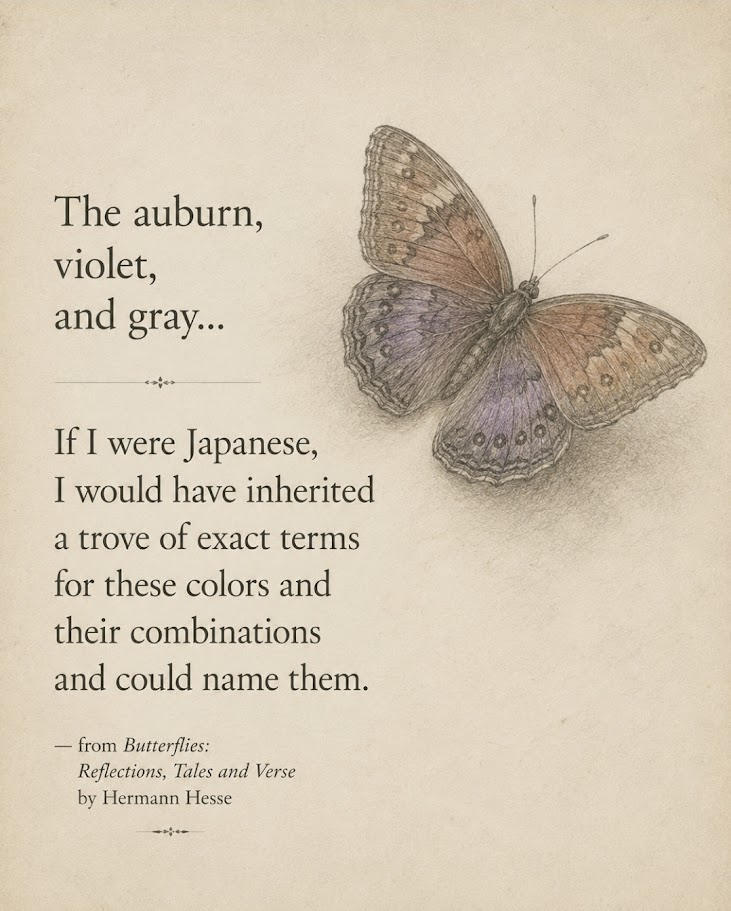 The auburn,
violet,
and gray...
If I were Japanese,
I would have inherited
a trove of exact terms
for these colors and
their combinations
and could name them.
— from Butterflies:
Reflections, Tales and Verse
by Hermann Hesse